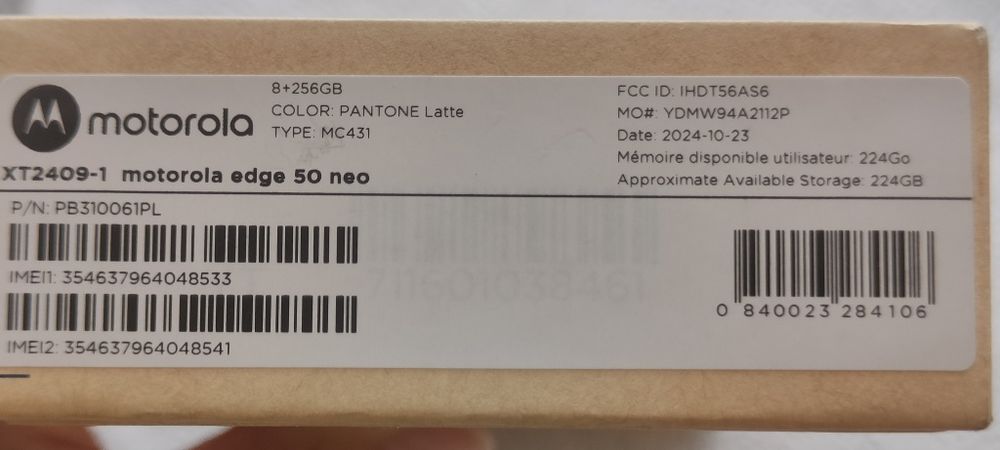 motorola
8+256GB
COLOR: PANTONE Latte
TYPE: MC431
XT2409-1 motorola edge 50 neo
FCC ID: IHDT56AS6
MO#: YDMW94A2112P
Date: 2024-10-23
Mémoire disponible utilisateur: 224Go
Approximate Available Storage: 224GB
P/N: PB310061PL
IMEI1: 354637964048533
IMEI2: 354637964048541
0 840023 284106